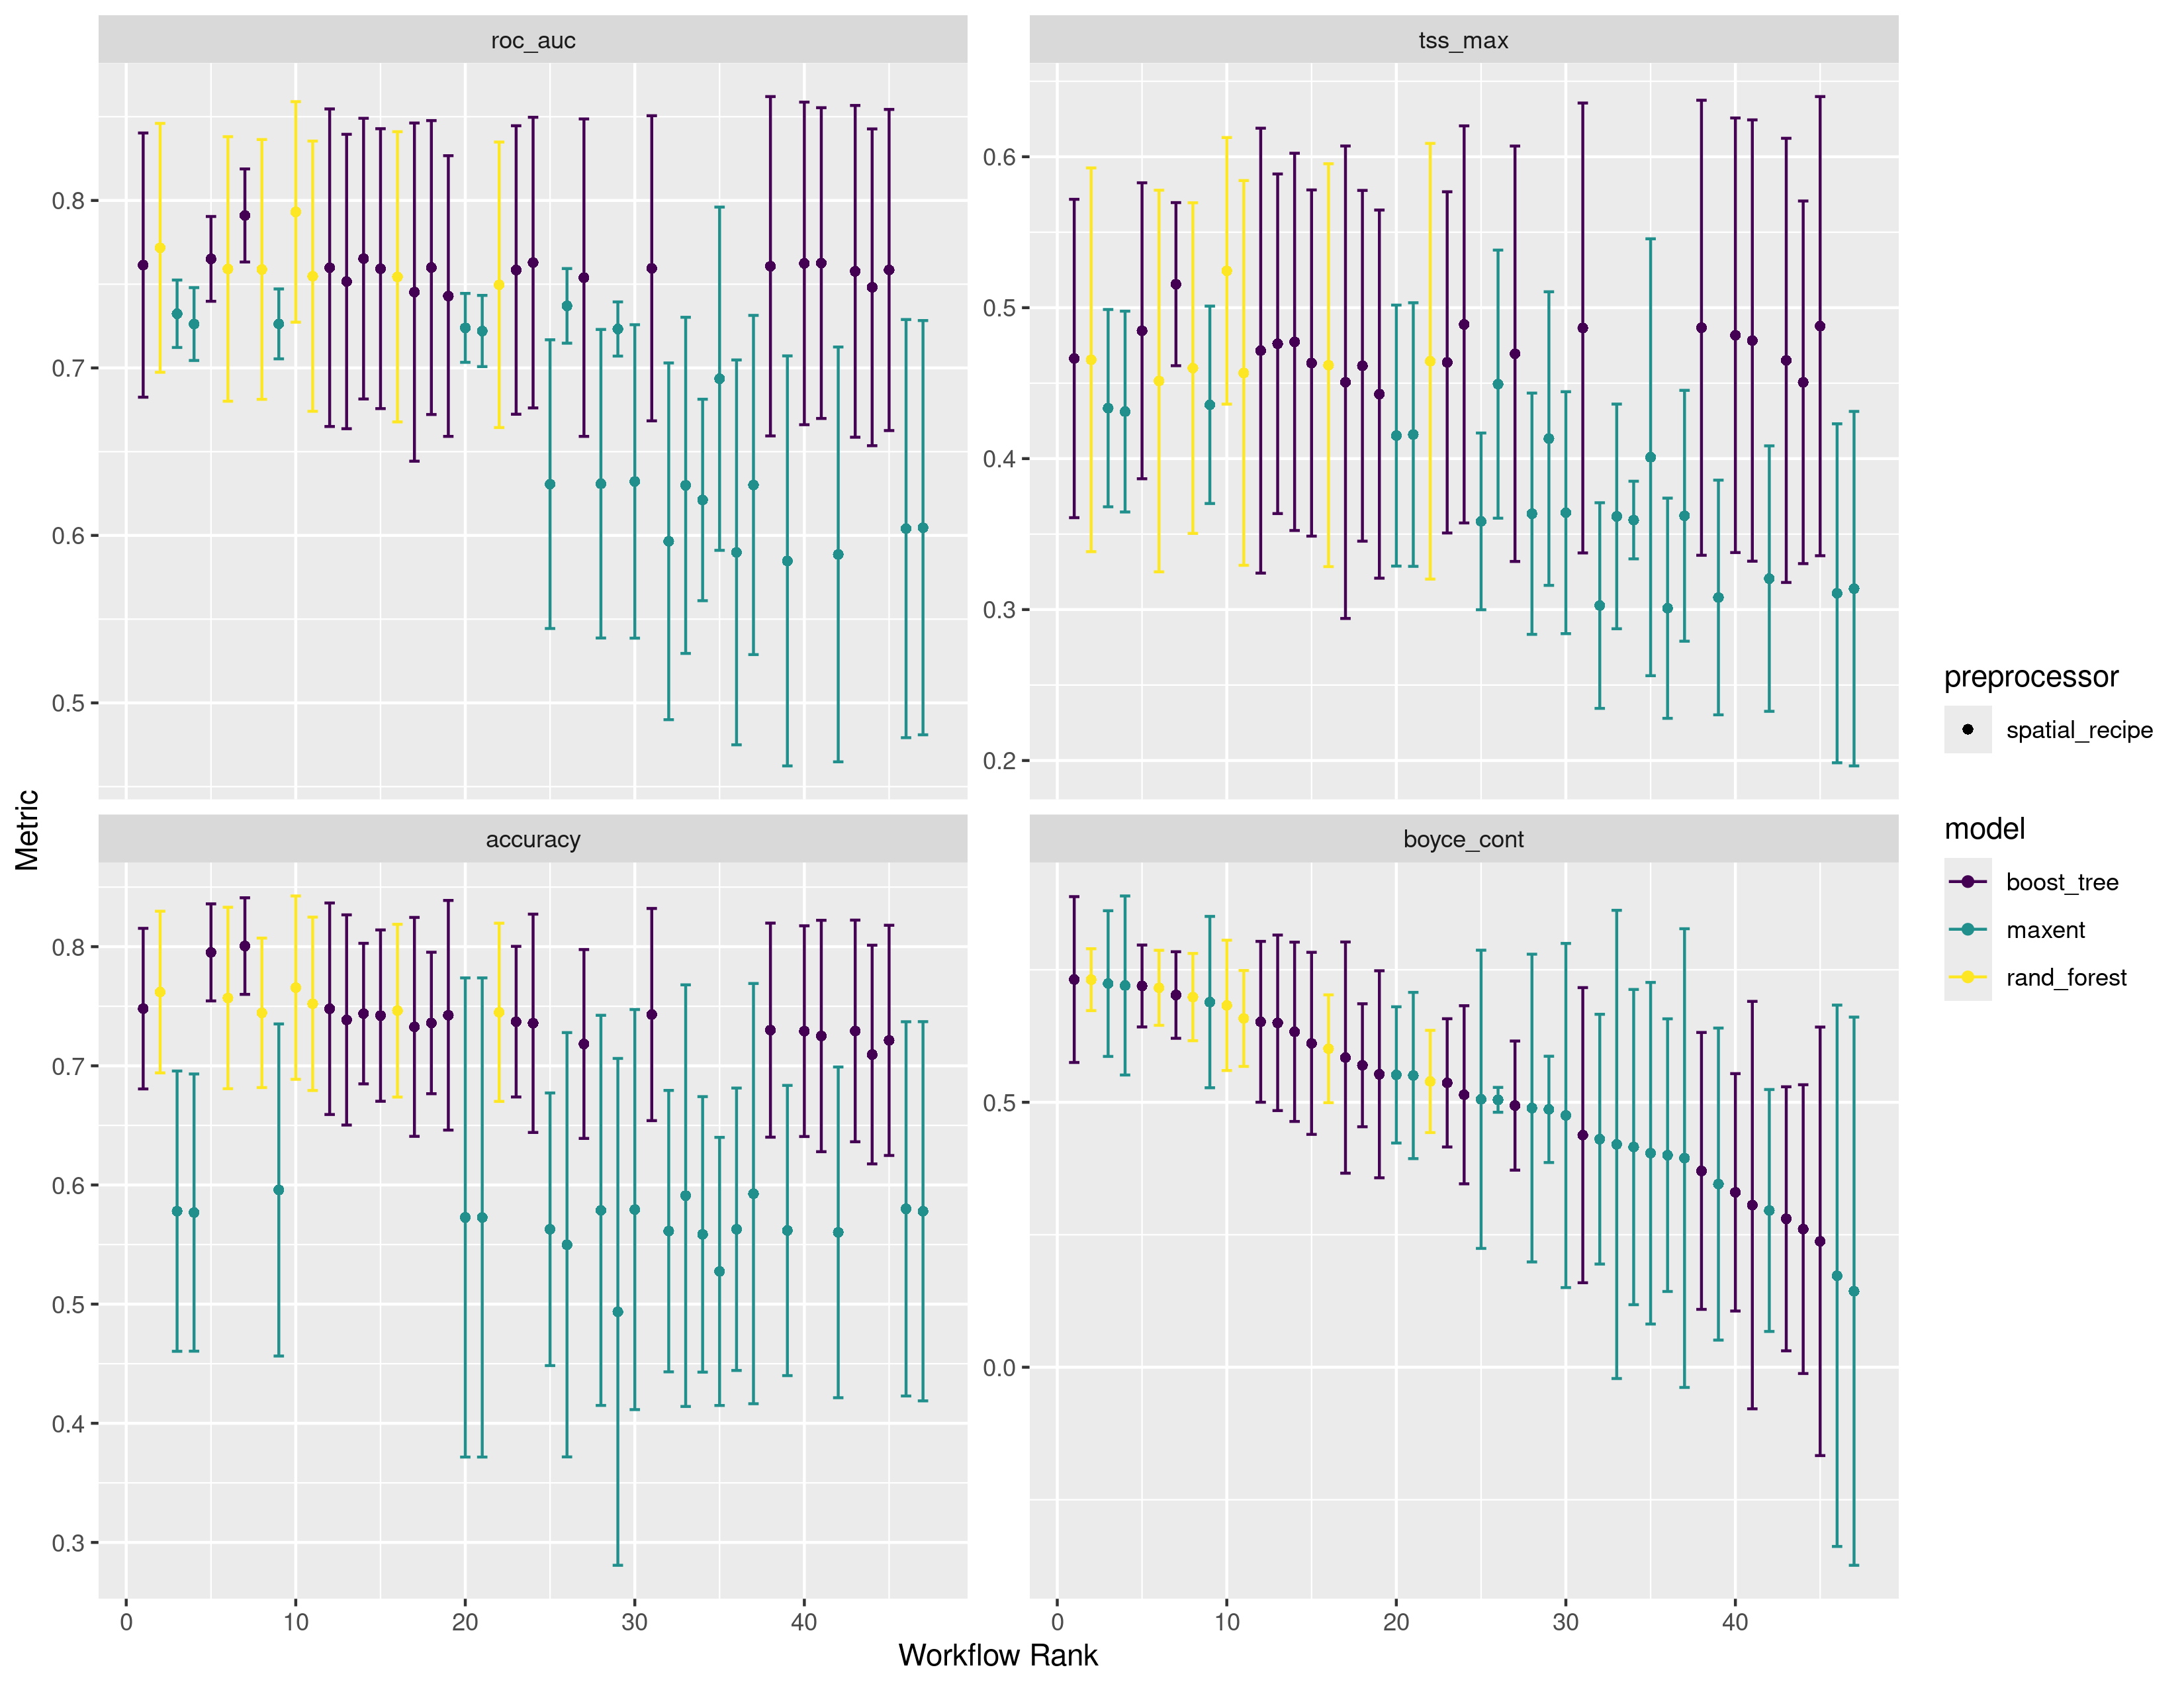 roc_auc
tss_max
0.8
0.7
0.6
0.5
0.6
0.5
0.4
0.3
0.2
accuracy
boyce_cont
0.8
0.7
0.6
0.5
0.4
0.3
0.5
0.0
0 10 20 30 40
0 10 20 30 40
Workflow Rank
Metric
preprocessor
spatial_recipe
model
boost_tree
maxent
rand_forest